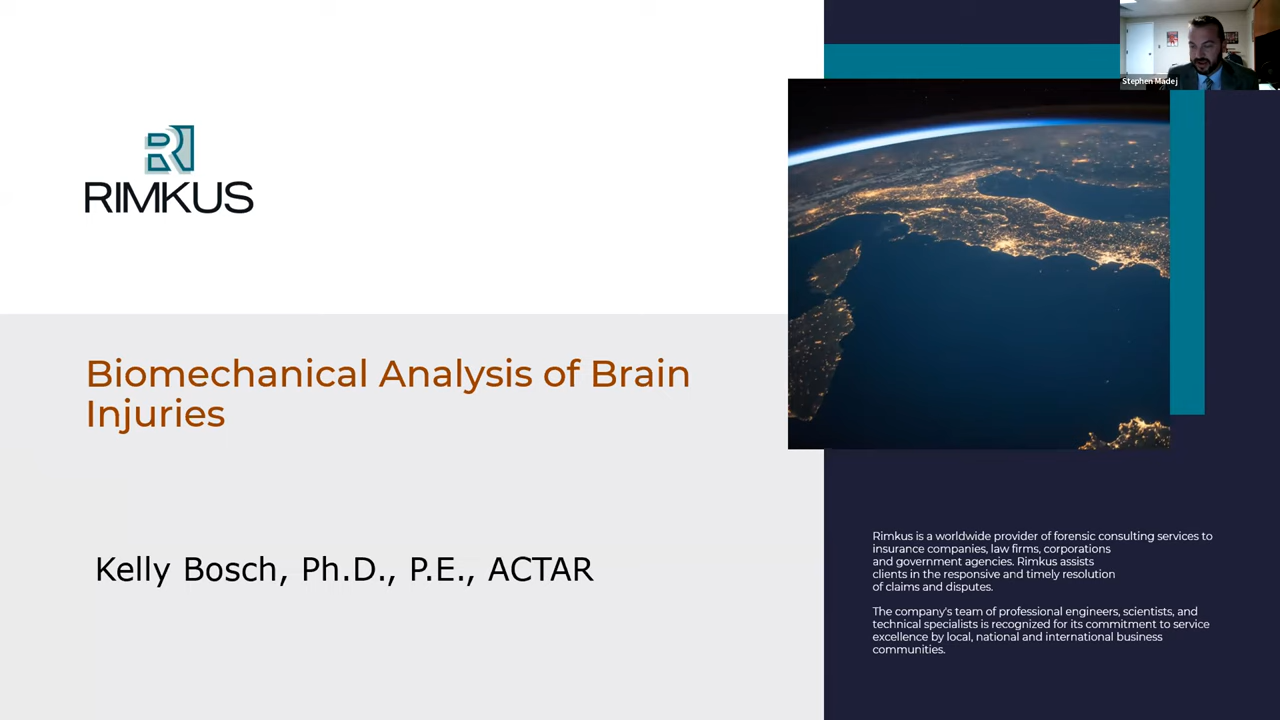 Stephen Madej
RIMKUS
Biomechanical Analysis of Brain
Injuries
Kelly Bosch, Ph.D., P.E., ACTAR
Rimkus is a worldwide provider of forensic consulting services to
insurance companies, law firms, corporations
and government agencies. Rimkus assists
clients in the responsive and timely resolution
of claims and disputes.
The company's team of professional engineers, scientists, and
technical specialists is recognized for its commitment to service
excellence by local, national and international business
communities.